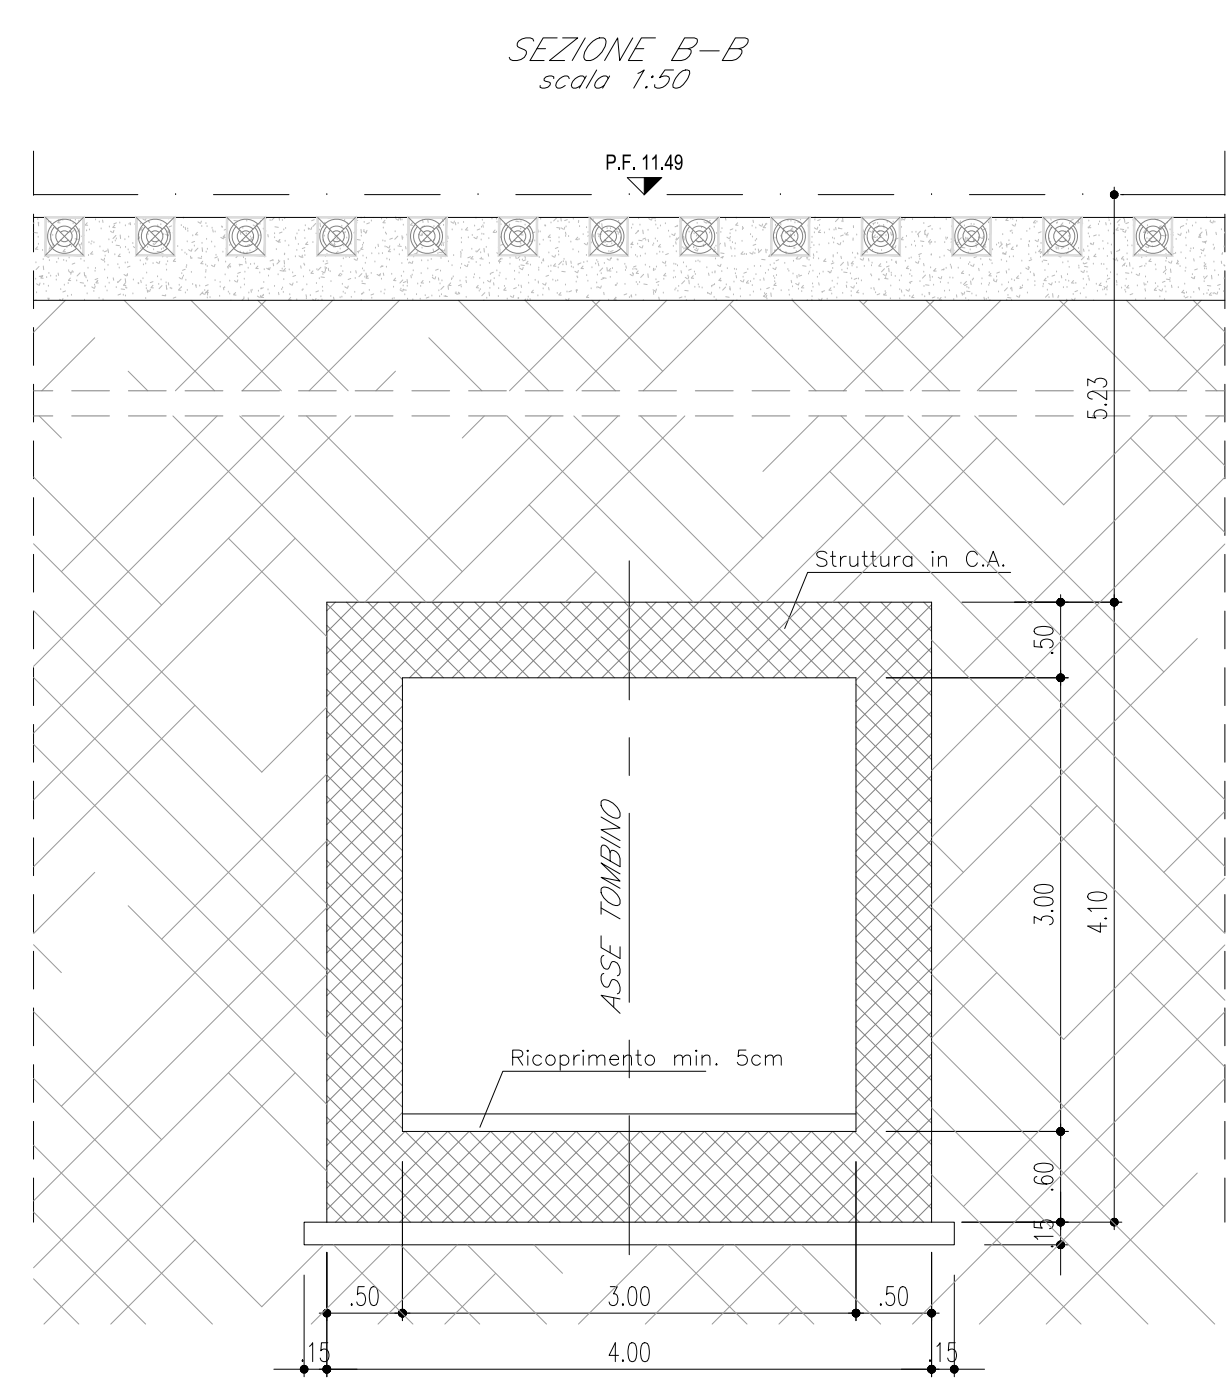 SEZIONE B-B
scala 1:50
P.F. 11.49
5.23
Struttura in C.A.
.50
3.00
4.10
ASSE TOMBINO
Ricoprimento min. 5cm
.60
.15
.50
3.00
.50
.15
4.00
.15